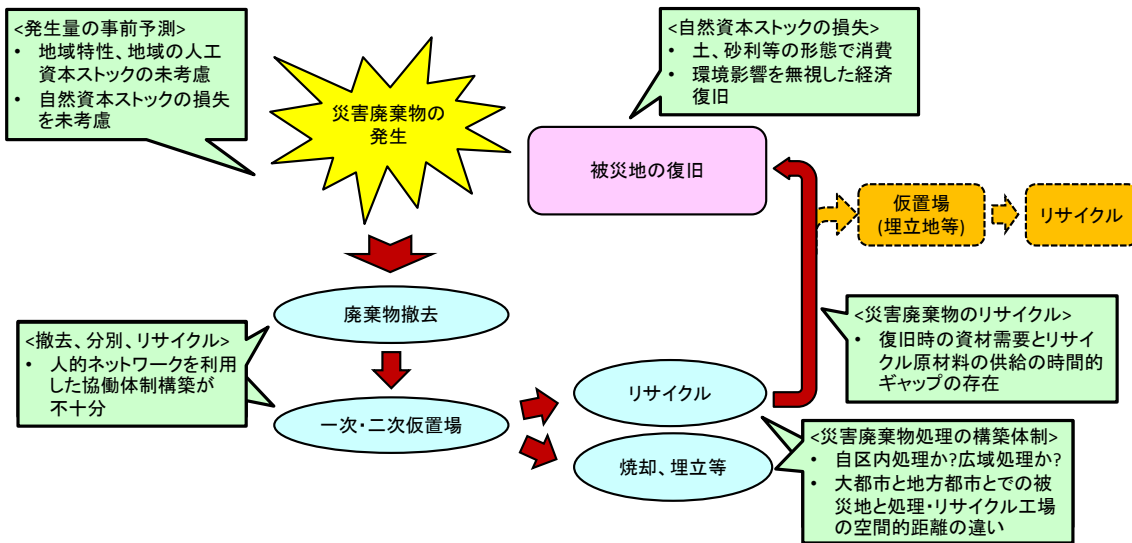 <発生量の事前予測>
• 地域特性、地域の人工
資本ストックの未考慮
• 自然資本ストックの損失
を未考慮
災害廃棄物の
発生
<自然資本ストックの損失>
• 土、砂利等の形態で消費
• 環境影響を無視した経済
復旧
被災地の復旧
仮置場
(埋立地等)
リサイクル
廃棄物撤去
<撤去、分別、リサイクル>
• 人的ネットワークを利用
した協働体制構築が
不十分
一次・二次仮置場
リサイクル
焼却、埋立等
<災害廃棄物のリサイクル>
• 復旧時の資材需要とリサイ
クル原材料の供給の時間的
ギャップの存在
<災害廃棄物処理の構築体制>
• 自区内処理か?広域処理か?
• 大都市と地方都市とでの被
災地と処理・リサイクル工場
の空間的距離の違い